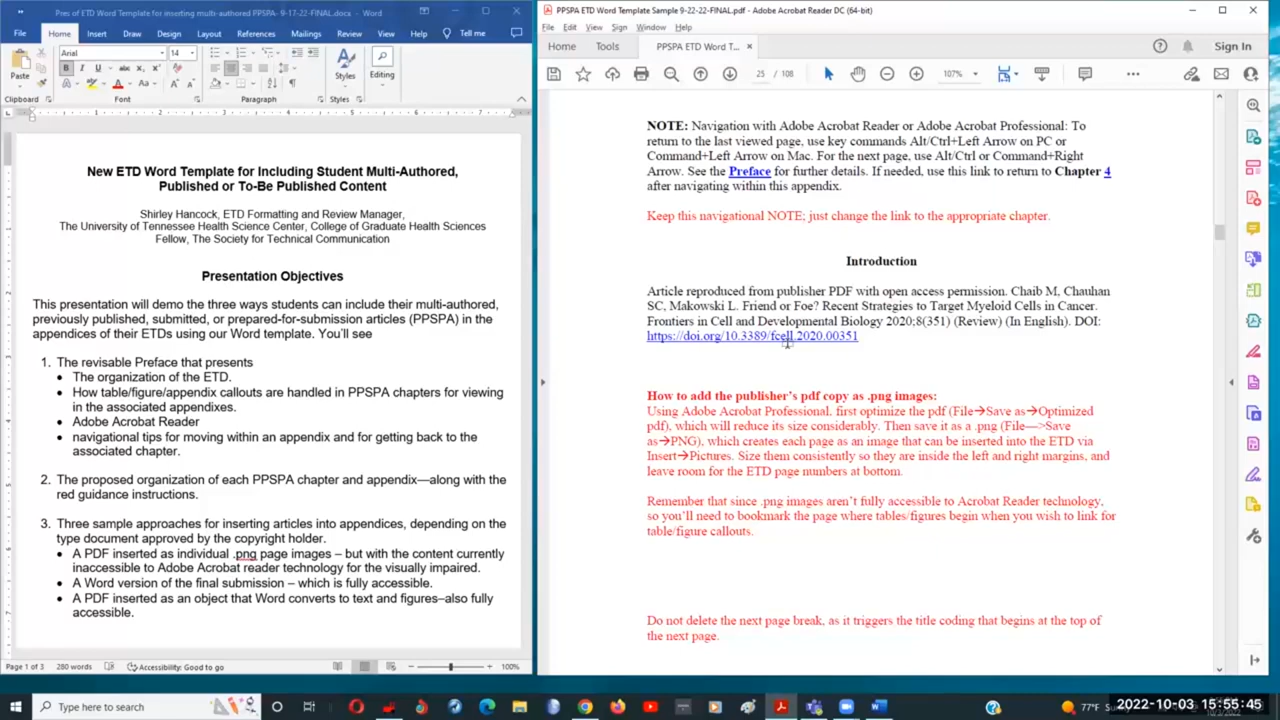 Pres of ETD Word Template for inserting multi-authored PPSPA- 9-17-22-FINAL.docx - Word
File Home Insert Draw Design Layout References Mailings Review View Help Tell me
Arial 14
Paste Styles Editing
Clipboard Font Paragraph Styles
New ETD Word Template for Including Student Multi-Authored,
Published or To-Be Published Content
Shirley Hancock, ETD Formatting and Review Manager,
The University of Tennessee Health Science Center, College of Graduate Health Sciences
Fellow, The Society for Technical Communication
Presentation Objectives
This presentation will demo the three ways students can include their multi-authored,
previously published, submitted, or prepared-for-submission articles (PPSPA) in the
appendices of their ETDs using our Word template. You'll see
1. The revisable Preface that presents
• The organization of the ETD.
• How table/figure/appendix callouts are handled in PPSPA chapters for viewing
in the associated appendixes.
• Adobe Acrobat Reader
• navigational tips for moving within an appendix and for getting back to the
associated chapter.
2. The proposed organization of each PPSPA chapter and appendix—along with the
red guidance instructions.
3. Three sample approaches for inserting articles into appendices, depending on the
type document approved by the copyright holder.
• A PDF inserted as individual .png page images – but with the content currently
inaccessible to Adobe Acrobat reader technology for the visually impaired.
• A Word version of the final submission – which is fully accessible.
• A PDF inserted as an object that Word converts to text and figures–also fully
accessible.
Page 1 of 3 280 words Accessibility: Good to go 100%
PPSPA ETD Word Template Sample 9-22-22-FINAL.pdf - Adobe Acrobat Reader DC (64-bit)
File Edit View Sign Window Help
Home Tools PPSPA ETD Word T... Sign In
25 / 108 107%
NOTE: Navigation with Adobe Acrobat Reader or Adobe Acrobat Professional: To
return to the last viewed page, use key commands Alt/Ctrl+Left Arrow on PC or
Command+Left Arrow on Mac. For the next page, use Alt/Ctrl or Command+Right
Arrow. See the Preface for further details. If needed, use this link to return to Chapter 4
after navigating within this appendix.
Keep this navigational NOTE; just change the link to the appropriate chapter.
Introduction
Article reproduced from publisher PDF with open access permission. Chaib M, Chauhan
SC, Makowski L. Friend or Foe? Recent Strategies to Target Myeloid Cells in Cancer.
Frontiers in Cell and Developmental Biology 2020;8(351) (Review) (In English). DOI:
https://doi.org/10.3389/fcell.2020.00351
How to add the publisher's pdf copy as .png images:
Using Adobe Acrobat Professional, first optimize the pdf (File→Save as→Optimized
pdf), which will reduce its size considerably. Then save it as a .png (File—>Save
as→PNG), which creates each page as an image that can be inserted into the ETD via
Insert→Pictures. Size them consistently so they are inside the left and right margins, and
leave room for the ETD page numbers at bottom.
Remember that since .png images aren't fully accessible to Acrobat Reader technology,
so you'll need to bookmark the page where tables/figures begin when you wish to link for
table/figure callouts.
Do not delete the next page break, as it triggers the title coding that begins at the top of
the next page.
Type here to search
77°F
2022-10-03 15:55:45